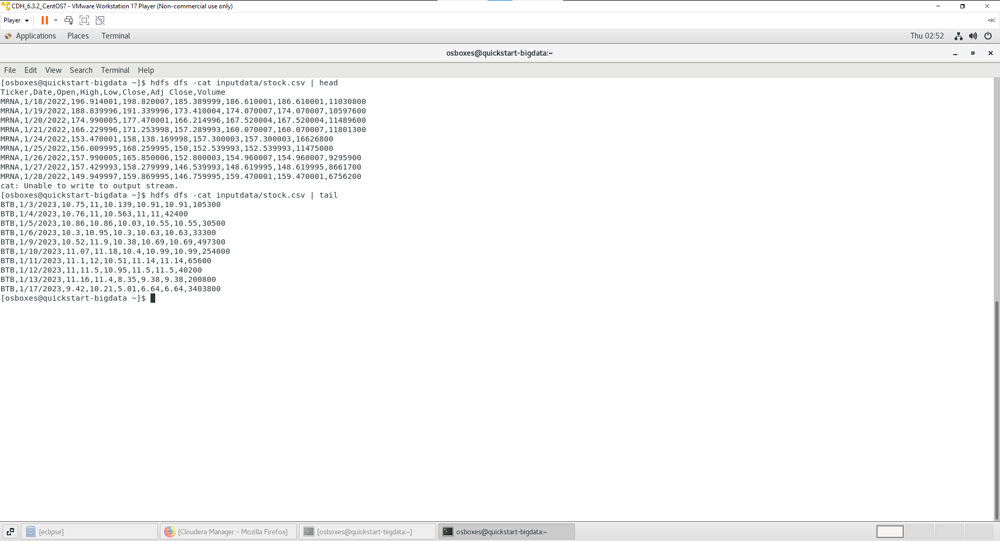 CDH_6.3.2_CentOS7 - VMware Workstation 17 Player (Non-commercial use only)
Player
Applications Places Terminal Thu 02:52
osboxes@quickstart-bigdata:~
File Edit View Search Terminal Help
[osboxes@quickstart-bigdata ~]$ hdfs dfs -cat inputdata/stock.csv | head
Ticker,Date,Open,High,Low,Close,Adj Close,Volume
MRNA,1/18/2022,196.914001,198.820007,185.389999,186.610001,186.610001,11030800
MRNA,1/19/2022,188.839996,191.339996,173.410004,174.070007,174.070007,10597600
MRNA,1/20/2022,174.990005,177.470001,166.214996,167.520004,167.520004,11489600
MRNA,1/21/2022,166.229996,171.253998,157.289993,160.070007,160.070007,11801300
MRNA,1/24/2022,153.470001,158,138.169998,157.300003,157.300003,16626800
MRNA,1/25/2022,156.009995,168.259995,150,152.539993,152.539993,11475000
MRNA,1/26/2022,157.990005,165.850006,152.800003,154.960007,154.960007,9295900
MRNA,1/27/2022,157.429993,158.279999,146.539993,148.619995,148.619995,8661700
MRNA,1/28/2022,149.949997,159.869995,146.759995,159.470001,159.470001,6756200
cat: Unable to write to output stream.
[osboxes@quickstart-bigdata ~]$ hdfs dfs -cat inputdata/stock.csv | tail
BTB,1/3/2023,10.75,11,10.139,10.91,10.91,105300
BTB,1/4/2023,10.76,11,10.563,11,11,42400
BTB,1/5/2023,10.86,10.86,10.03,10.55,10.55,30500
BTB,1/6/2023,10.3,10.95,10.3,10.63,10.63,33300
BTB,1/9/2023,10.52,11.9,10.38,10.69,10.69,497300
BTB,1/10/2023,11.07,11.18,10.4,10.99,10.99,254000
BTB,1/11/2023,11.1,12,10.51,11.14,11.14,65600
BTB,1/12/2023,11,11.5,10.95,11.5,11.5,40200
BTB,1/13/2023,11.16,11.4,8.35,9.38,9.38,200800
BTB,1/17/2023,9.42,10.21,5.01,6.64,6.64,3403800
[osboxes@quickstart-bigdata ~]$
[eclipse] [Cloudera Manager - Mozilla Firefox] [osboxes@quickstart-bigdata:~] osboxes@quickstart-bigdata:~